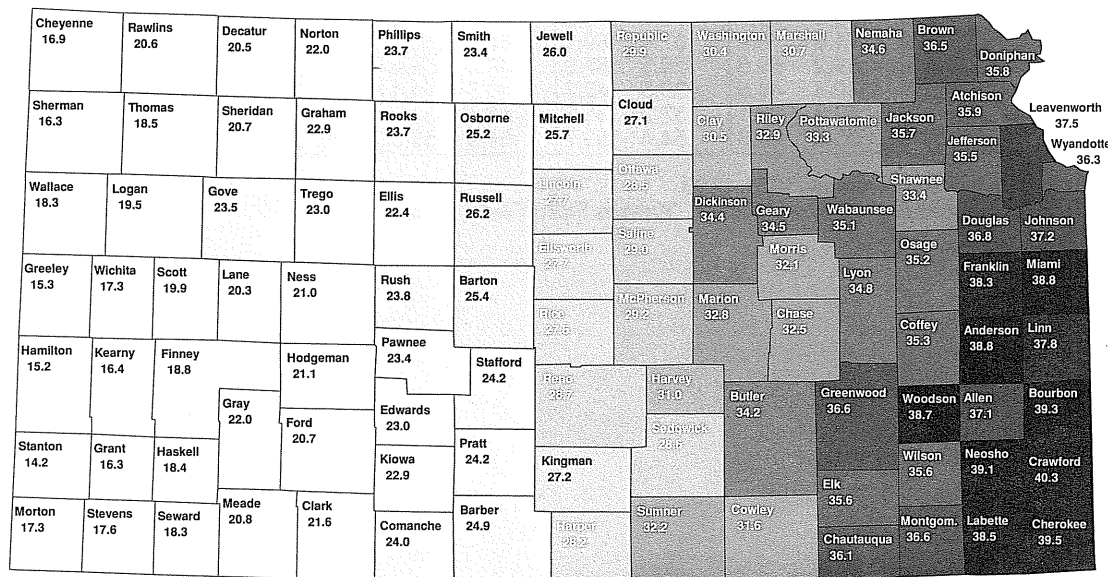 Cheyenne
16.9
Rawlins
20.6
Decatur
20.5
Norton
22.0
Phillips
23.7
Smith
23.4
Jewell
26.0
Republic
29.9
Washington
30.4
Marshall
30.7
Nemaha
34.6
Brown
36.5
Doniphan
35.8
Sherman
16.3
Thomas
18.5
Sheridan
20.7
Graham
22.9
Rooks
23.7
Osborne
25.2
Mitchell
25.7
Cloud
27.1
Clay
30.5
Riley
32.9
Pottawatomie
33.3
Jackson
35.7
Atchison
35.9
Leavenworth
37.5
Jefferson
35.5
Wyandotte
36.3
Wallace
18.3
Logan
19.5
Gove
23.5
Trego
23.0
Ellis
22.4
Russell
26.2
Lincoln
27.7
Ottawa
28.5
Dickinson
34.4
Geary
34.5
Wabaunsee
35.1
Shawnee
33.4
Douglas
36.8
Johnson
37.2
Ellsworth
27.7
Saline
29.0
Morris
32.1
Osage
35.2
Greeley
15.3
Wichita
17.3
Scott
19.9
Lane
20.3
Ness
21.0
Rush
23.8
Barton
25.4
Rice
27.6
McPherson
29.2
Marion
32.8
Chase
32.5
Lyon
34.8
Franklin
38.3
Miami
38.8
Hamilton
15.2
Kearny
16.4
Finney
18.8
Hodgeman
21.1
Pawnee
23.4
Stafford
24.2
Coffey
35.3
Anderson
38.8
Linn
37.8
Gray
22.0
Ford
20.7
Edwards
23.0
Reno
28.7
Harvey
31.0
Butler
34.2
Greenwood
36.6
Woodson
38.7
Allen
37.1
Bourbon
39.3
Stanton
14.2
Grant
16.3
Haskell
18.4
Kiowa
22.9
Pratt
24.2
Kingman
27.2
Sedgwick
28.6
Wilson
35.6
Neosho
39.1
Crawford
40.3
Morton
17.3
Stevens
17.6
Seward
18.3
Meade
20.8
Clark
21.6
Comanche
24.0
Barber
24.9
Harper
28.2
Sumner
32.2
Cowley
31.6
Elk
35.6
Chautauqua
36.1
Montgom.
36.6
Labette
38.5
Cherokee
39.5